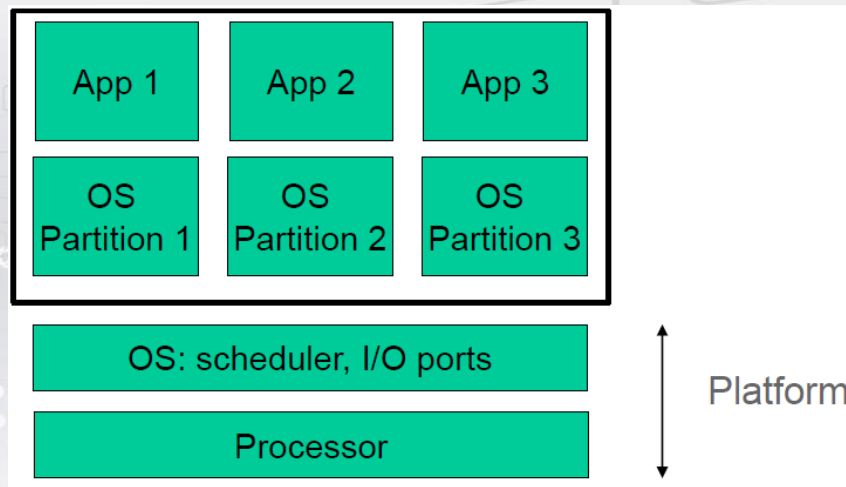 App 1
App 2
App 3
OS
Partition 1
OS
Partition 2
OS
Partition 3
OS: scheduler, I/O ports
Platform
Processor